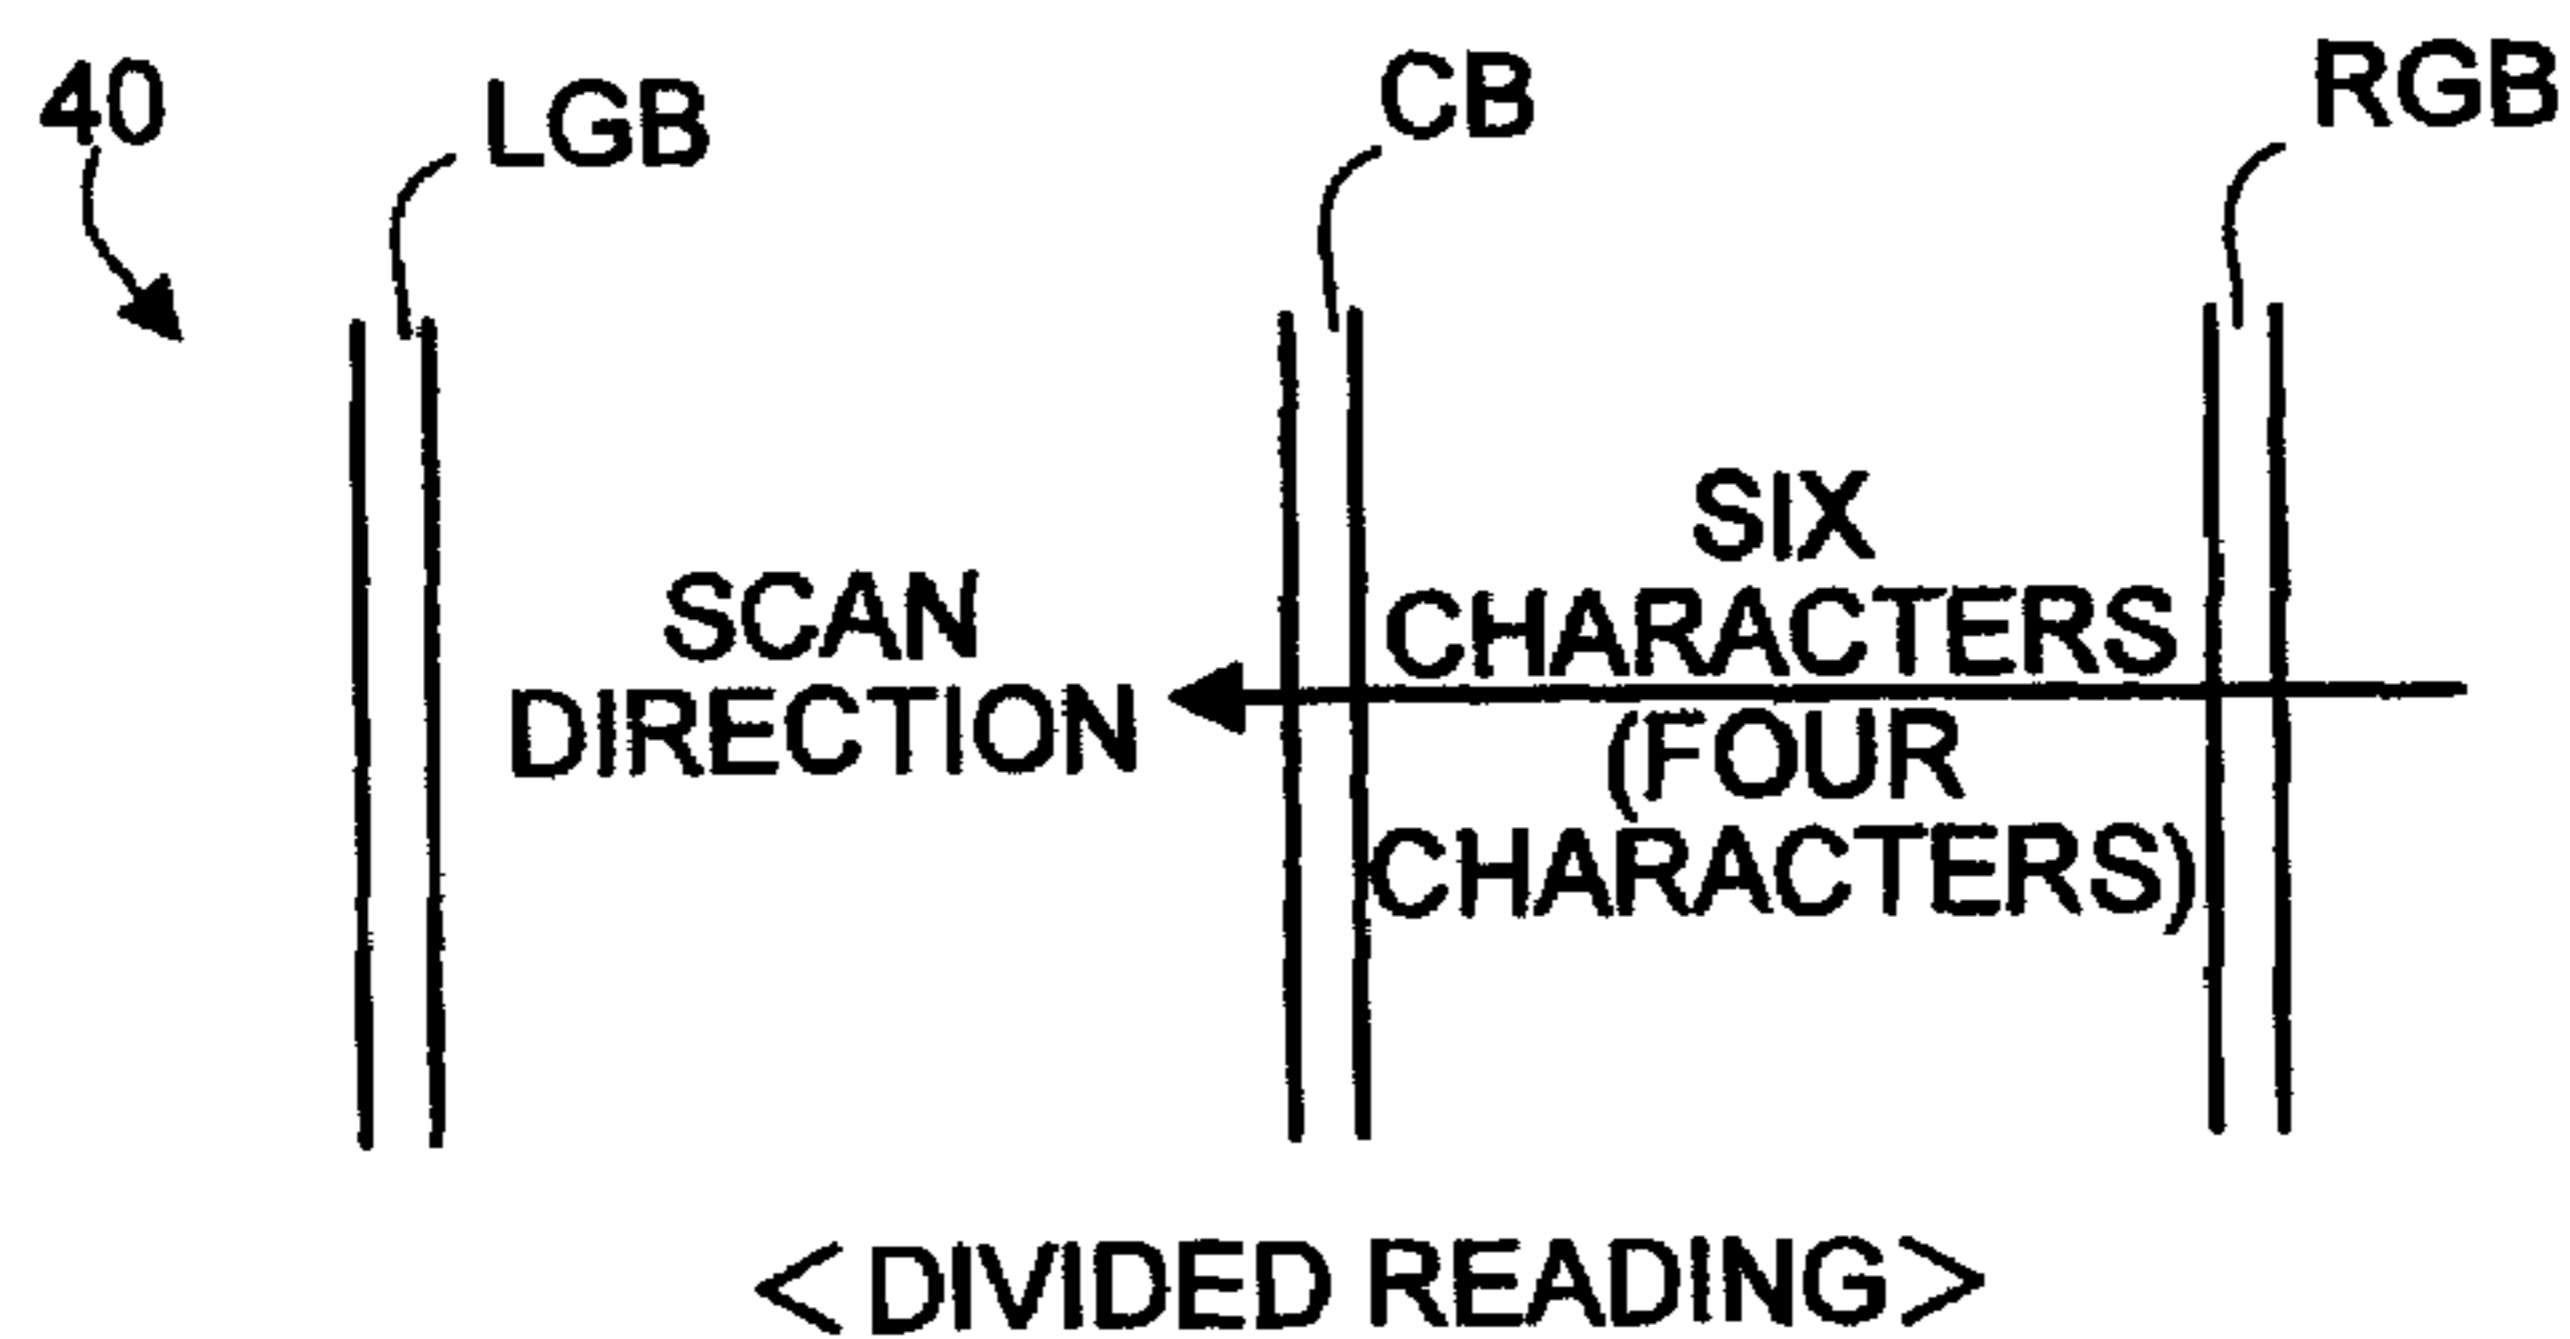 40
LGB
CB
RGB
SCAN
DIRECTION
SIX
CHARACTERS
(FOUR
CHARACTERS)
<DIVIDED READING>